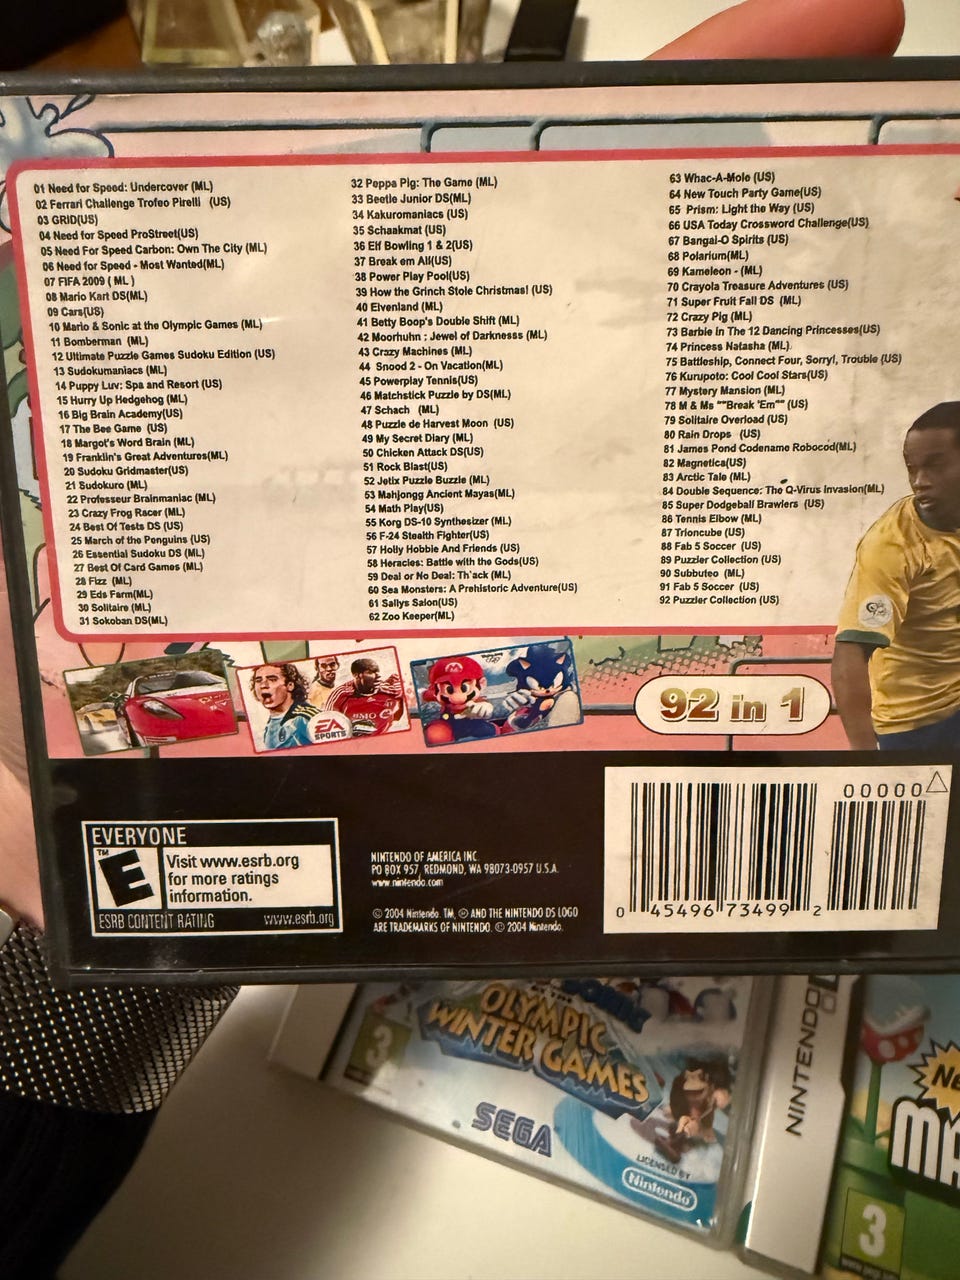 01 Need for Speed: Undercover (ML)
02 Ferrari Challenge Trofeo Pirelli (US)
03 GRID(US)
04 Need for Speed ProStreet(US)
05 Need For Speed Carbon: Own The City (ML)
06 Need for Speed - Most Wanted(ML)
07 FIFA 2009 ( ML )
08 Mario Kart DS(ML)
09 Cars(US)
10 Mario & Sonic at the Olympic Games (ML)
11 Bomberman (ML)
12 Ultimate Puzzle Games Sudoku Edition (US)
13 Sudokumaniacs (ML)
14 Puppy Luv: Spa and Resort (US)
15 Hurry Up Hedgehog (ML)
16 Big Brain Academy(US)
17 The Bee Game (US)
18 Margot's Word Brain (ML)
19 Franklin's Great Adventures(ML)
20 Sudoku Gridmaster(US)
21 Sudokuro (ML)
22 Professeur Brainmaniac (ML)
23 Crazy Frog Racer (ML)
24 Best Of Tests DS (US)
25 March of the Penguins (US)
26 Essential Sudoku DS (ML)
27 Best Of Card Games (ML)
28 Fizz (ML)
29 Eds Farm(ML)
30 Solitaire (ML)
31 Sokoban DS(ML)
32 Peppa Pig: The Game (ML)
33 Beetle Junior DS(ML)
34 Kakuromaniacs (US)
35 Schaakmat (US)
36 Elf Bowling 1 & 2(US)
37 Break em All(US)
38 Power Play Pool(US)
39 How the Grinch Stole Christmas! (US)
40 Elvenland (ML)
41 Betty Boop's Double Shift (ML)
42 Moorhuhn : Jewel of Darknesss (ML)
43 Crazy Machines (ML)
44 Snood 2 - On Vacation(ML)
45 Powerplay Tennis(US)
46 Matchstick Puzzle by DS(ML)
47 Schach (ML)
48 Puzzle de Harvest Moon (US)
49 My Secret Diary (ML)
50 Chicken Attack DS(US)
51 Rock Blast(US)
52 Jetix Puzzle Buzzle (ML)
53 Mahjongg Ancient Mayas(ML)
54 Math Play(US)
55 Korg DS-10 Synthesizer (ML)
56 F-24 Stealth Fighter(US)
57 Holly Hobbie And Friends (US)
58 Heracles: Battle with the Gods(US)
59 Deal or No Deal: Th'ack (ML)
60 Sea Monsters: A Prehistoric Adventure(US)
61 Sallys Salon(US)
62 Zoo Keeper(ML)
63 Whac-A-Mole (US)
64 New Touch Party Game(US)
65 Prism: Light the Way (US)
66 USA Today Crossword Challenge(US)
67 Bangai-O Spirits (US)
68 Polarium(ML)
69 Kameleon - (ML)
70 Crayola Treasure Adventures (US)
71 Super Fruit Fall DS (ML)
72 Crazy Pig (ML)
73 Barbie in The 12 Dancing Princesses(US)
74 Princess Natasha (ML)
75 Battleship, Connect Four, Sorry!, Trouble (US)
76 Kurupoto: Cool Cool Stars(US)
77 Mystery Mansion (ML)
78 M & Ms ""Break 'Em"" (US)
79 Solitaire Overload (US)
80 Rain Drops (US)
81 James Pond Codename Robocod(ML)
82 Magnetica(US)
83 Arctic Tale (ML)
84 Double Sequence: The Q-Virus Invasion(ML)
85 Super Dodgeball Brawlers (US)
86 Tennis Elbow (ML)
87 Trioncube (US)
88 Fab 5 Soccer (US)
89 Puzzler Collection (US)
90 Subbuteo (ML)
91 Fab 5 Soccer (US)
92 Puzzler Collection (US)
EA
SPORTS
BMO
92 in 1
EVERYONE
E
TM
Visit www.esrb.org
for more ratings
information.
ESRB CONTENT RATING www.esrb.org
NINTENDO OF AMERICA INC.
PO BOX 957, REDMOND, WA 98073-0957 U.S.A.
www.nintendo.com
© 2004 Nintendo. TM, ® AND THE NINTENDO DS LOGO
ARE TRADEMARKS OF NINTENDO. © 2004 Nintendo.
00000
0 45496 73499 2
OLYMPIC
WINTER GAMES
3
SEGA
LICENSED BY
Nintendo
NINTENDO
3